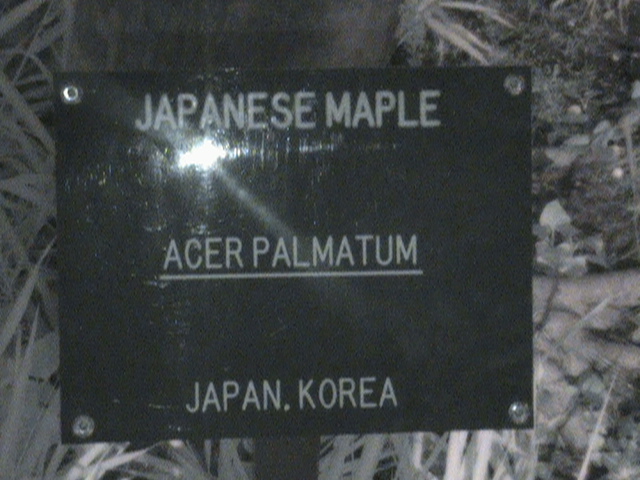 JAPANESE MAPLE
ACER PALMATUM
JAPAN. KOREA